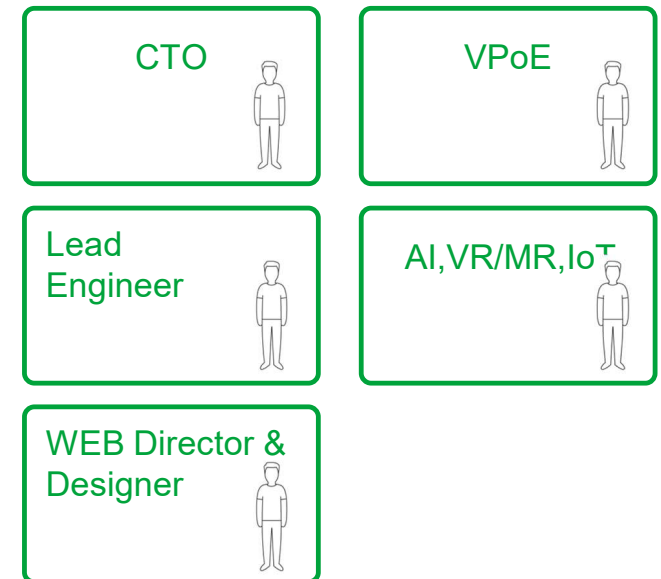 CTO
VPoE
Lead
Engineer
AI,VR/MR,IoT
WEB Director &
Designer